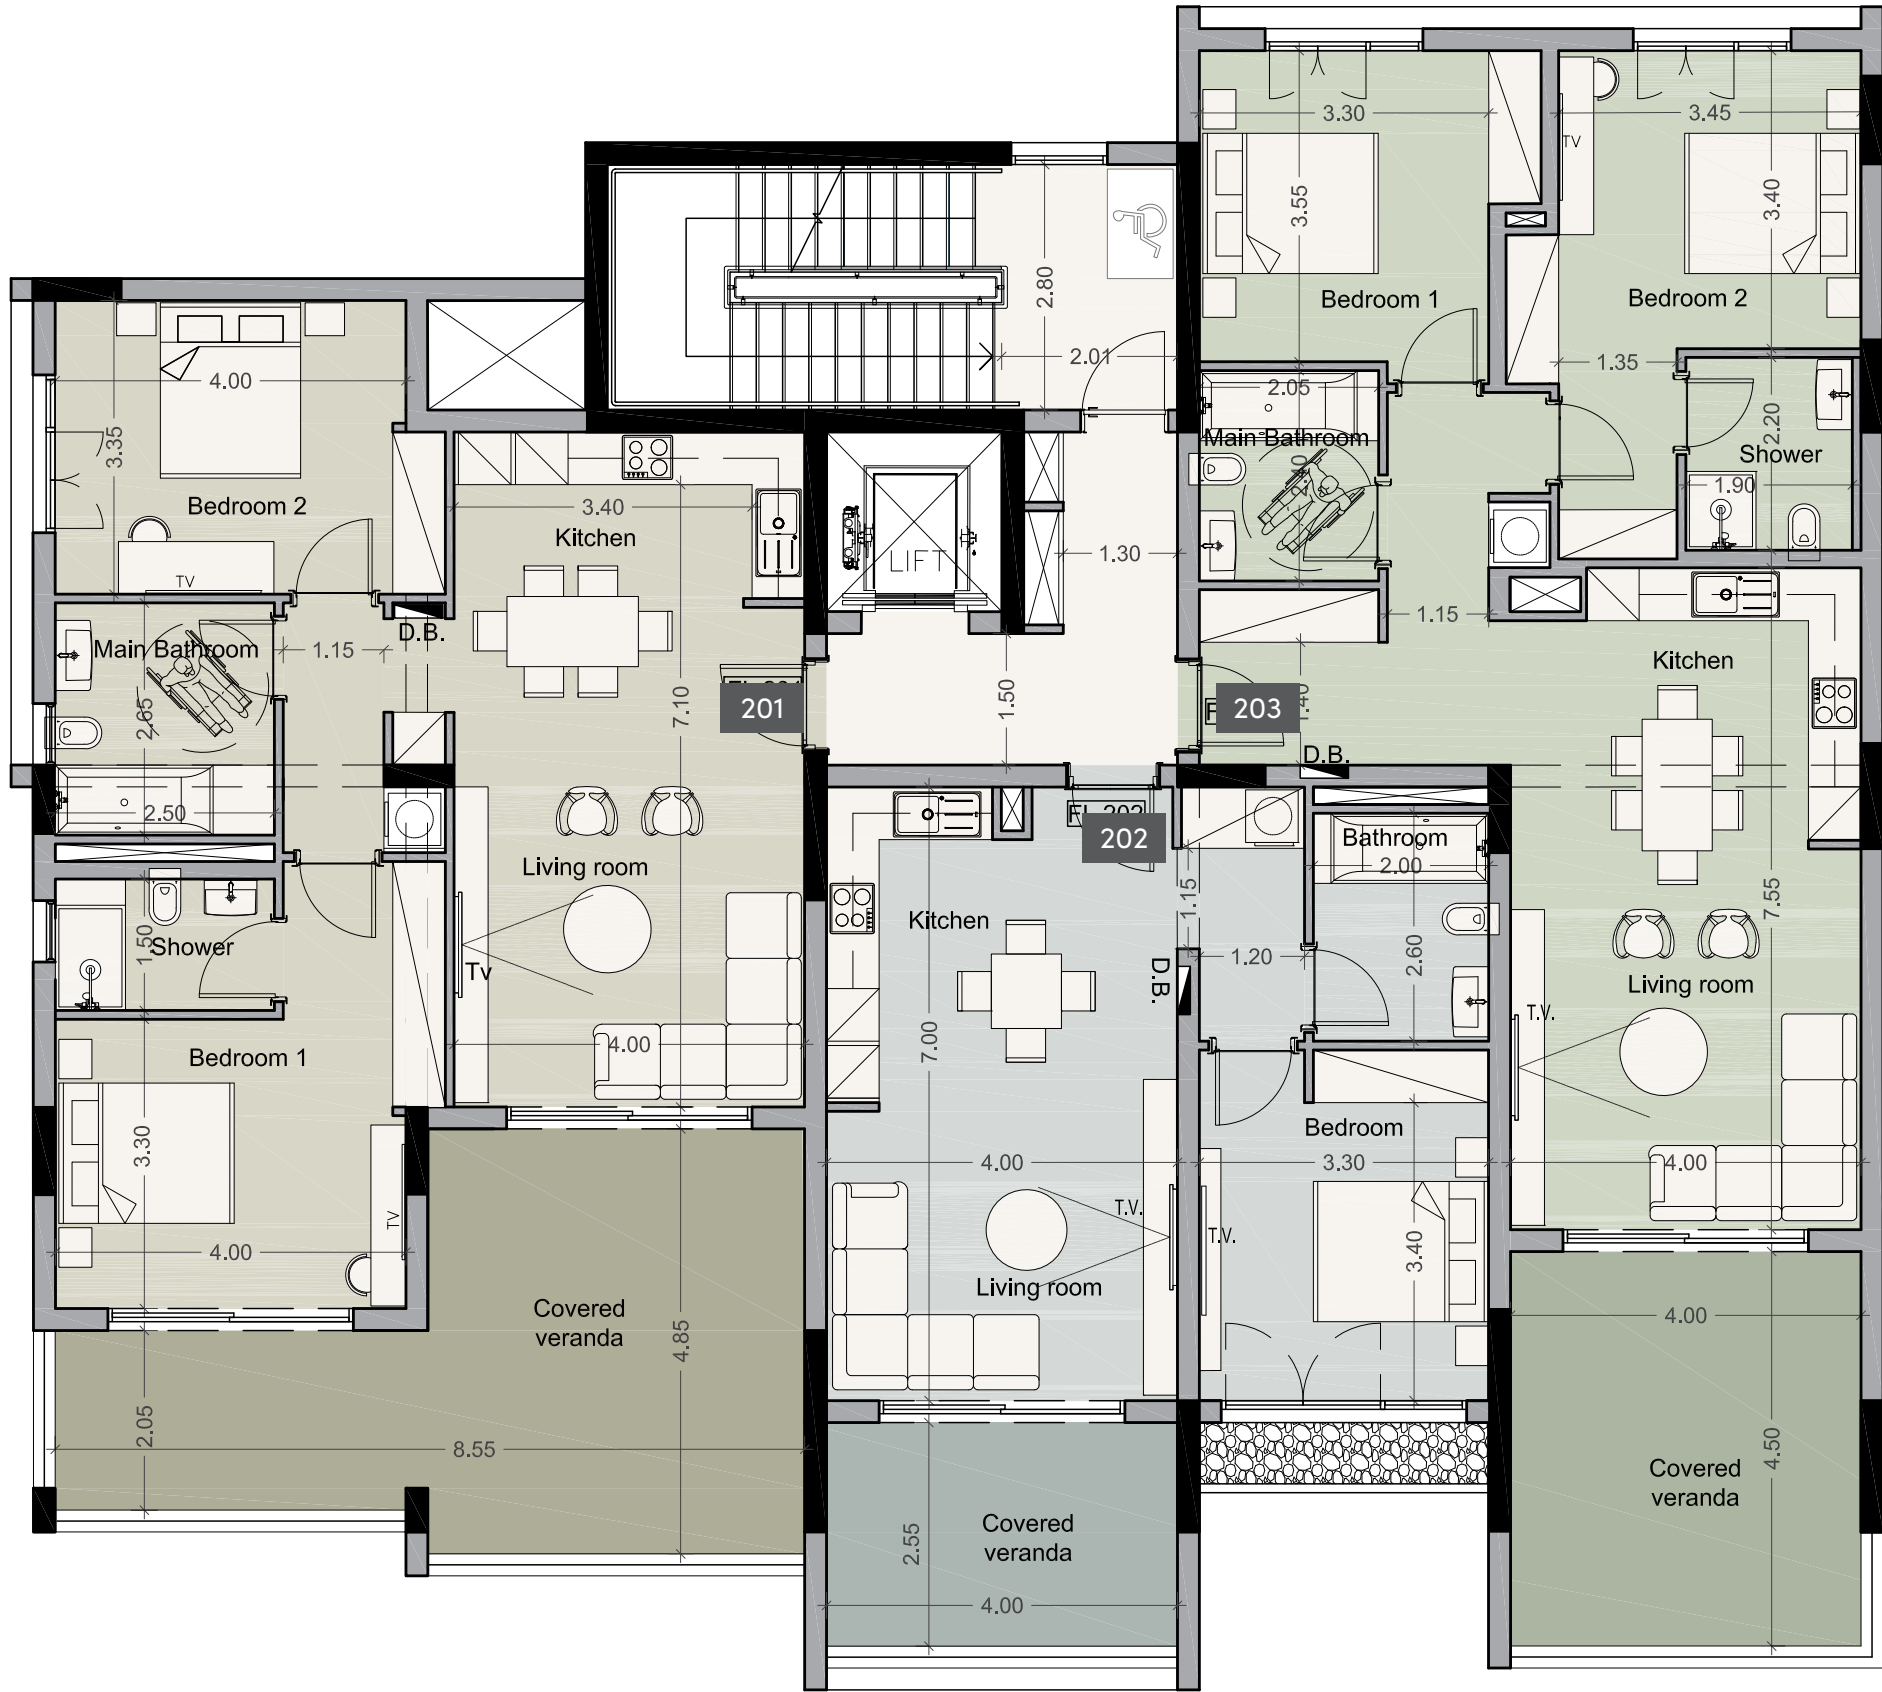 3.30
3.45
TV
3.55
3.40
Bedroom 1
Bedroom 2
2.80
2.01
1.35
2.05
Main Bathroom
2.40
2.20
Shower
1.90
4.00
3.35
Bedroom 2
TV
3.40
Kitchen
LIFT
1.30
D.B.
Main Bathroom
1.15
2.65
2.50
7.10
201
1.50
203
1.40
D.B.
1.15
Kitchen
FL 202
202
Bathroom
2.00
Living room
Tv
4.00
1.50
Shower
Bedroom 1
3.30
4.00
TV
Kitchen
1.15
1.20
2.60
D.B.
7.00
7.55
Living room
T.V.
Bedroom
4.00
3.30
4.00
T.V.
T.V.
3.40
Living room
Covered
veranda
4.85
2.05
8.55
4.00
4.50
Covered
veranda
Covered
veranda
2.55
4.00